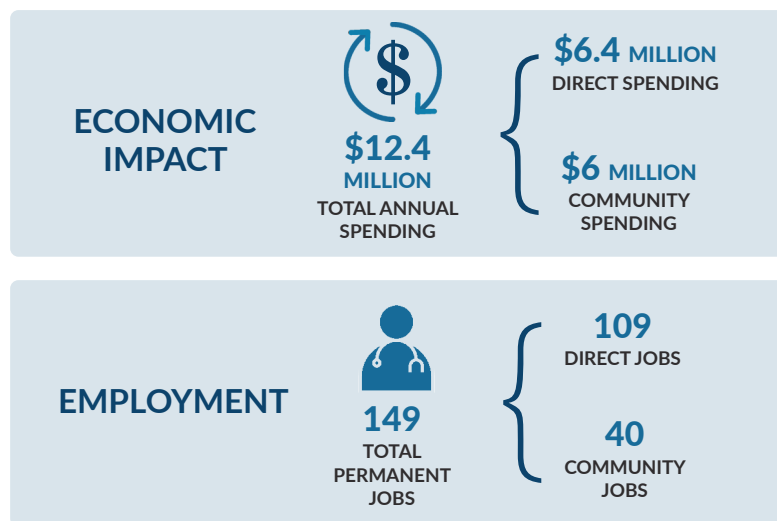 ECONOMIC
IMPACT
$
$12.4
MILLION
TOTAL ANNUAL
SPENDING
$6.4 MILLION
DIRECT SPENDING
$6 MILLION
COMMUNITY
SPENDING
EMPLOYMENT
149
TOTAL
PERMANENT
JOBS
109
DIRECT JOBS
40
COMMUNITY
JOBS